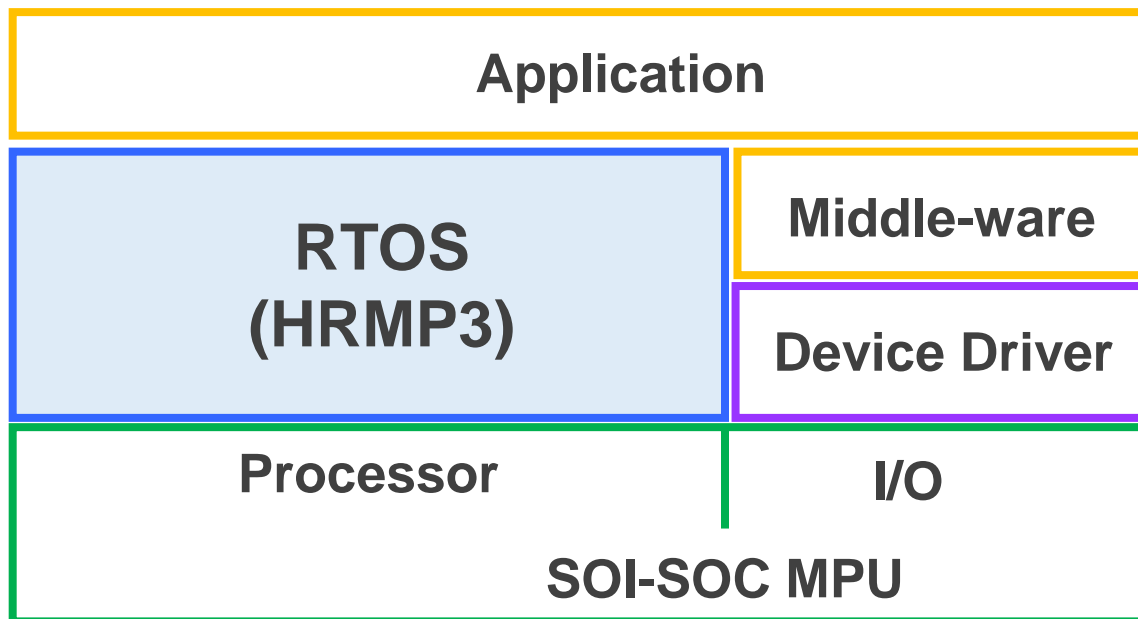 Application
RTOS
(HRMP3)
Middle-ware
Device Driver
Processor
I/O
SOI-SOC MPU